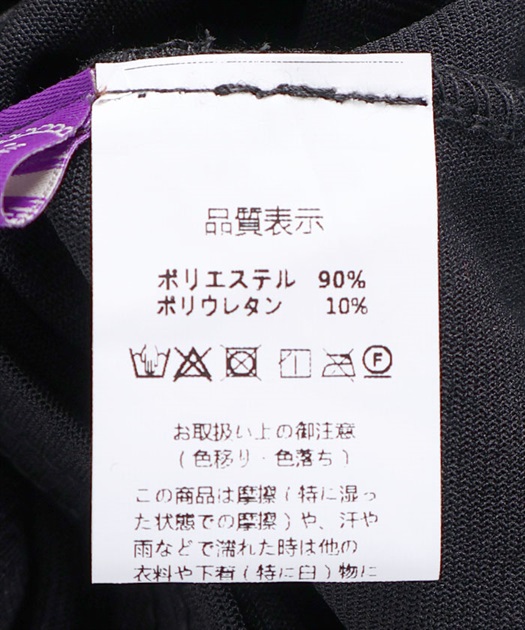 品質表示
ポリエステル 90%
ポリウレタン 10%
F
お取扱い上の御注意
(色移り・色落ち)
この商品は摩擦(特に湿っ
た状態での摩擦)や、汗や
雨などで濡れた時は他の
衣料や下着(特に白)物に